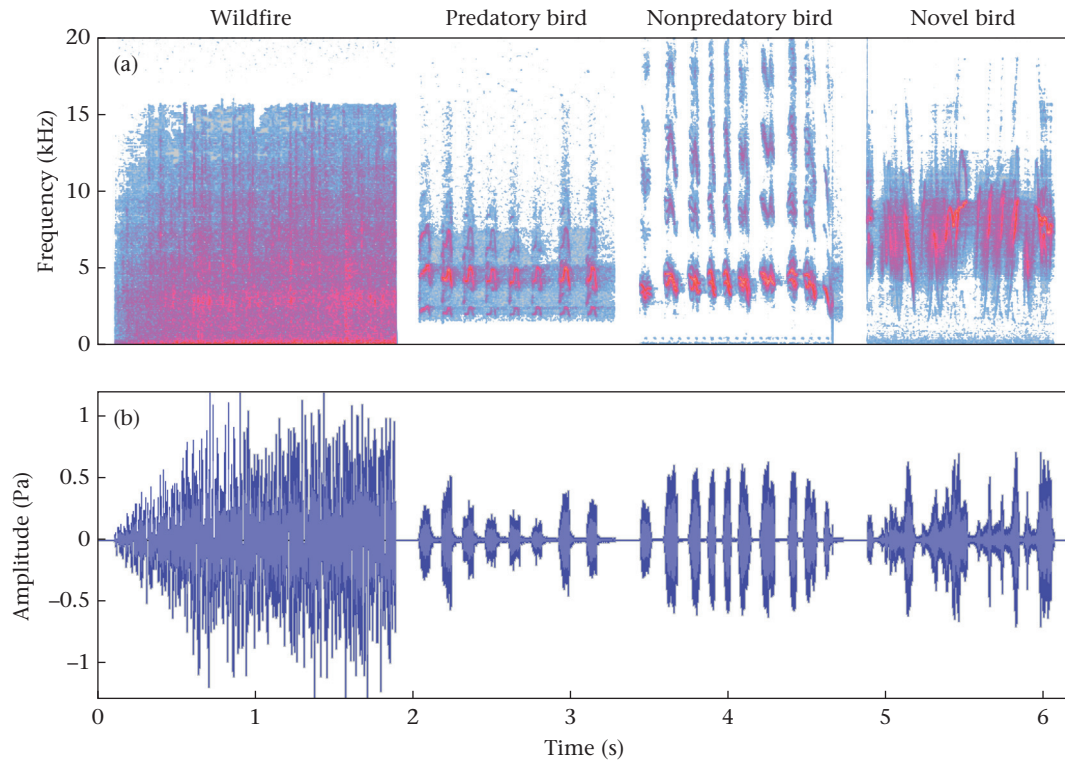 Wildfire Predatory bird Nonpredatory bird Novel bird
20
(a)
15
10
5
0
Frequency (kHz)
(b)
1
0.5
0
−0.5
−1
Amplitude (Pa)
0 1 2 3 4 5 6
Time (s)